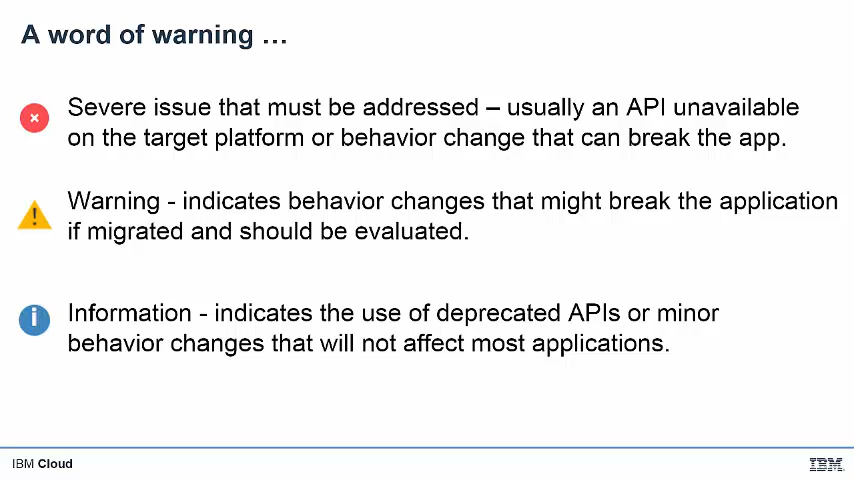 A word of warning …
Severe issue that must be addressed – usually an API unavailable
on the target platform or behavior change that can break the app.
Warning - indicates behavior changes that might break the application
if migrated and should be evaluated.
Information - indicates the use of deprecated APIs or minor
behavior changes that will not affect most applications.
IBM Cloud
IBM